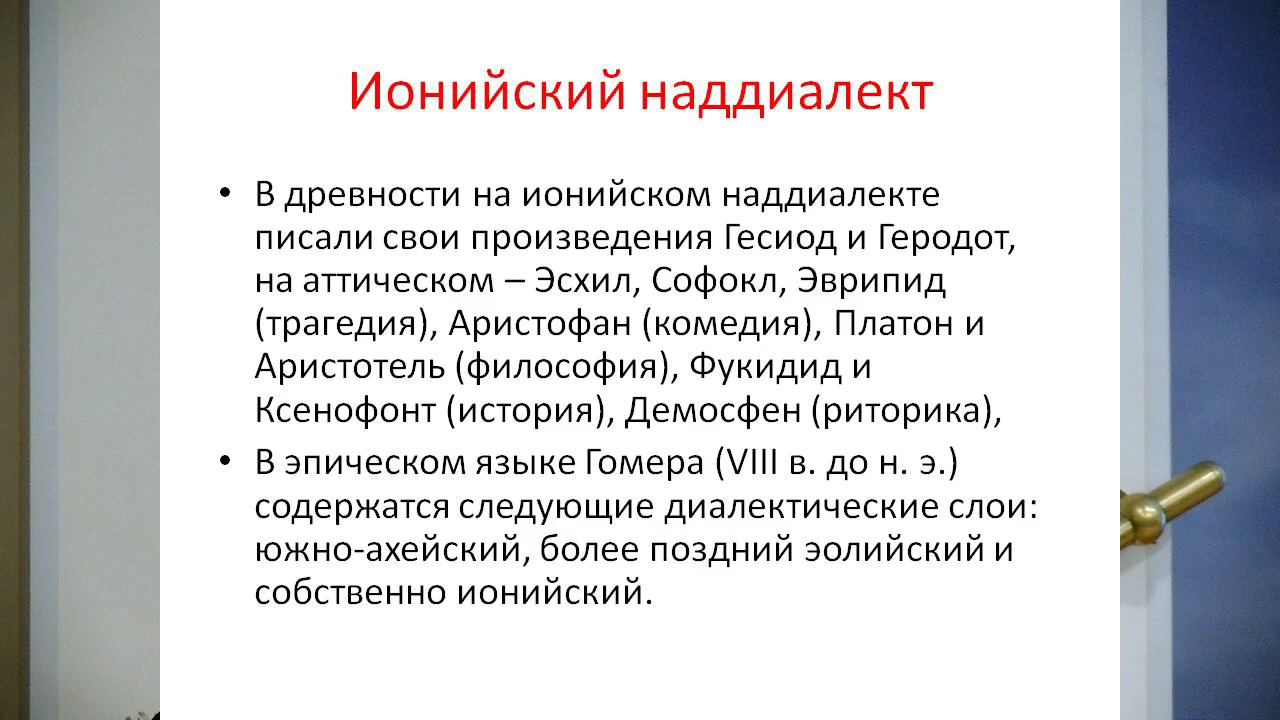 Ионийский наддиалект
• В древности на ионийском наддиалекте
писали свои произведения Гесиод и Геродот,
на аттическом – Эсхил, Софокл, Эврипид
(трагедия), Аристофан (комедия), Платон и
Аристотель (философия), Фукидид и
Ксенофонт (история), Демосфен (риторика),
• В эпическом языке Гомера (VIII в. до н. э.)
содержатся следующие диалектические слои:
южно-ахейский, более поздний эолийский и
собственно ионийский.